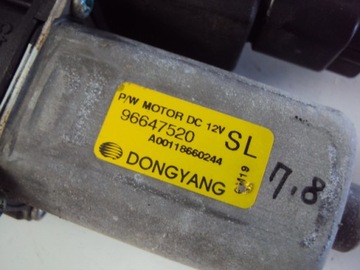 P/W MOTOR DC 12V
96647520 SL
A00118660244
DONGYANG
7.8